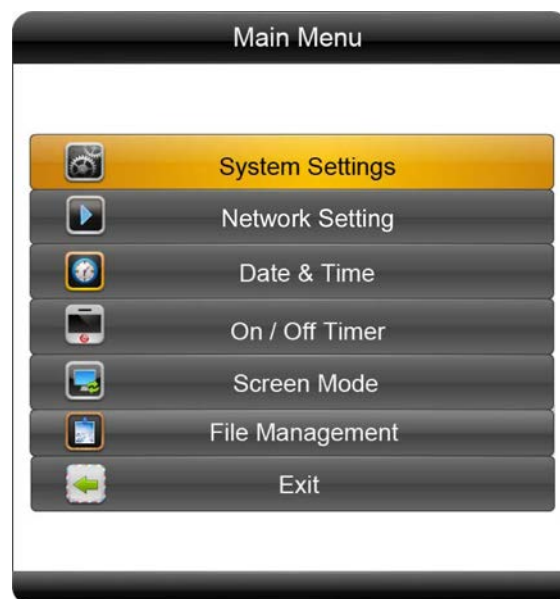 Main Menu
System Settings
Network Setting
Date & Time
On / Off Timer
Screen Mode
File Management
Exit